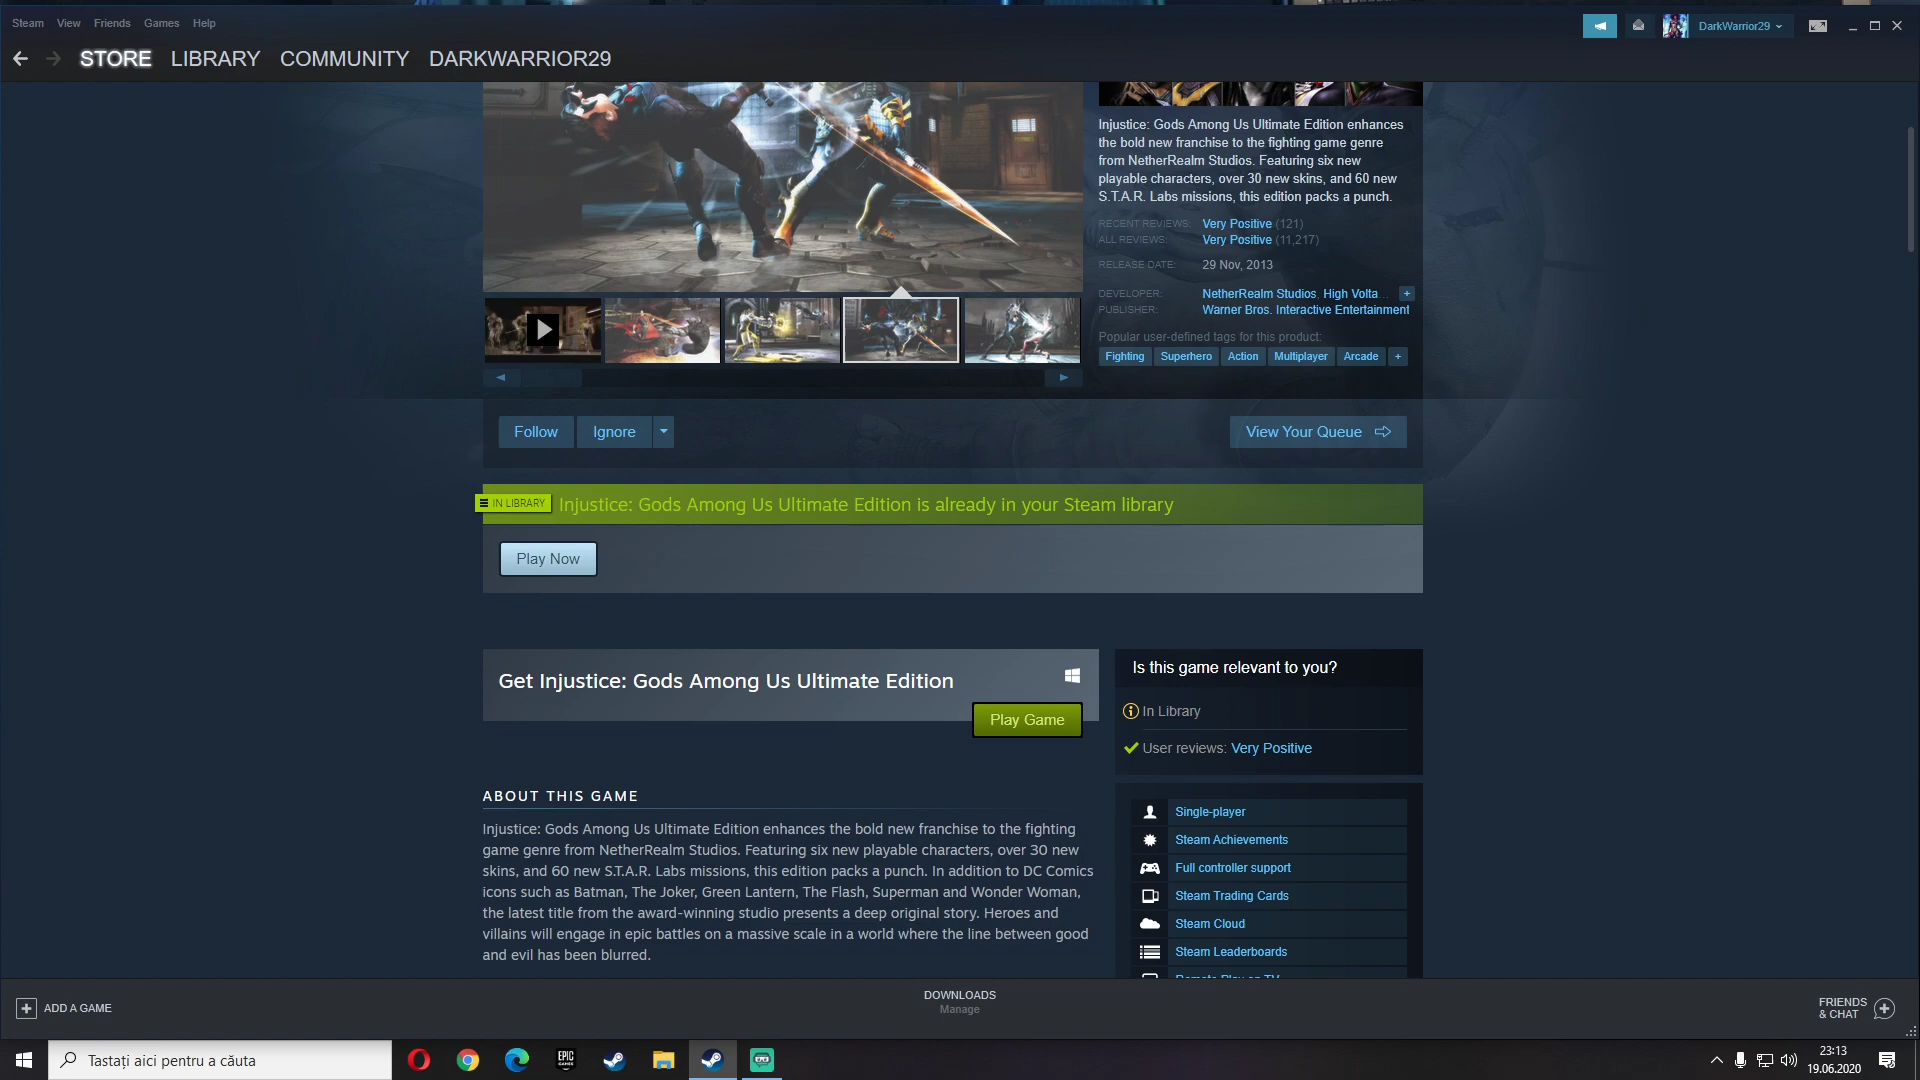 Steam View Friends Games Help
DarkWarrior29
STORE LIBRARY COMMUNITY DARKWARRIOR29
Injustice: Gods Among Us Ultimate Edition enhances
the bold new franchise to the fighting game genre
from NetherRealm Studios. Featuring six new
playable characters, over 30 new skins, and 60 new
S.T.A.R. Labs missions, this edition packs a punch.
RECENT REVIEWS: Very Positive (121)
ALL REVIEWS: Very Positive (11,217)
RELEASE DATE: 29 Nov, 2013
DEVELOPER: NetherRealm Studios, High Volta... +
PUBLISHER: Warner Bros. Interactive Entertainment
Popular user-defined tags for this product:
Fighting Superhero Action Multiplayer Arcade +
Follow Ignore View Your Queue
IN LIBRARY Injustice: Gods Among Us Ultimate Edition is already in your Steam library
Play Now
Get Injustice: Gods Among Us Ultimate Edition
Play Game
Is this game relevant to you?
In Library
User reviews: Very Positive
ABOUT THIS GAME
Injustice: Gods Among Us Ultimate Edition enhances the bold new franchise to the fighting
game genre from NetherRealm Studios. Featuring six new playable characters, over 30 new
skins, and 60 new S.T.A.R. Labs missions, this edition packs a punch. In addition to DC Comics
icons such as Batman, The Joker, Green Lantern, The Flash, Superman and Wonder Woman,
the latest title from the award-winning studio presents a deep original story. Heroes and
villains will engage in epic battles on a massive scale in a world where the line between good
and evil has been blurred.
Single-player
Steam Achievements
Full controller support
Steam Trading Cards
Steam Cloud
Steam Leaderboards
Remote Play on TV
ADD A GAME
DOWNLOADS
Manage
FRIENDS
& CHAT
Tastați aici pentru a căuta
EPIC
GAMES
23:13
19.06.2020